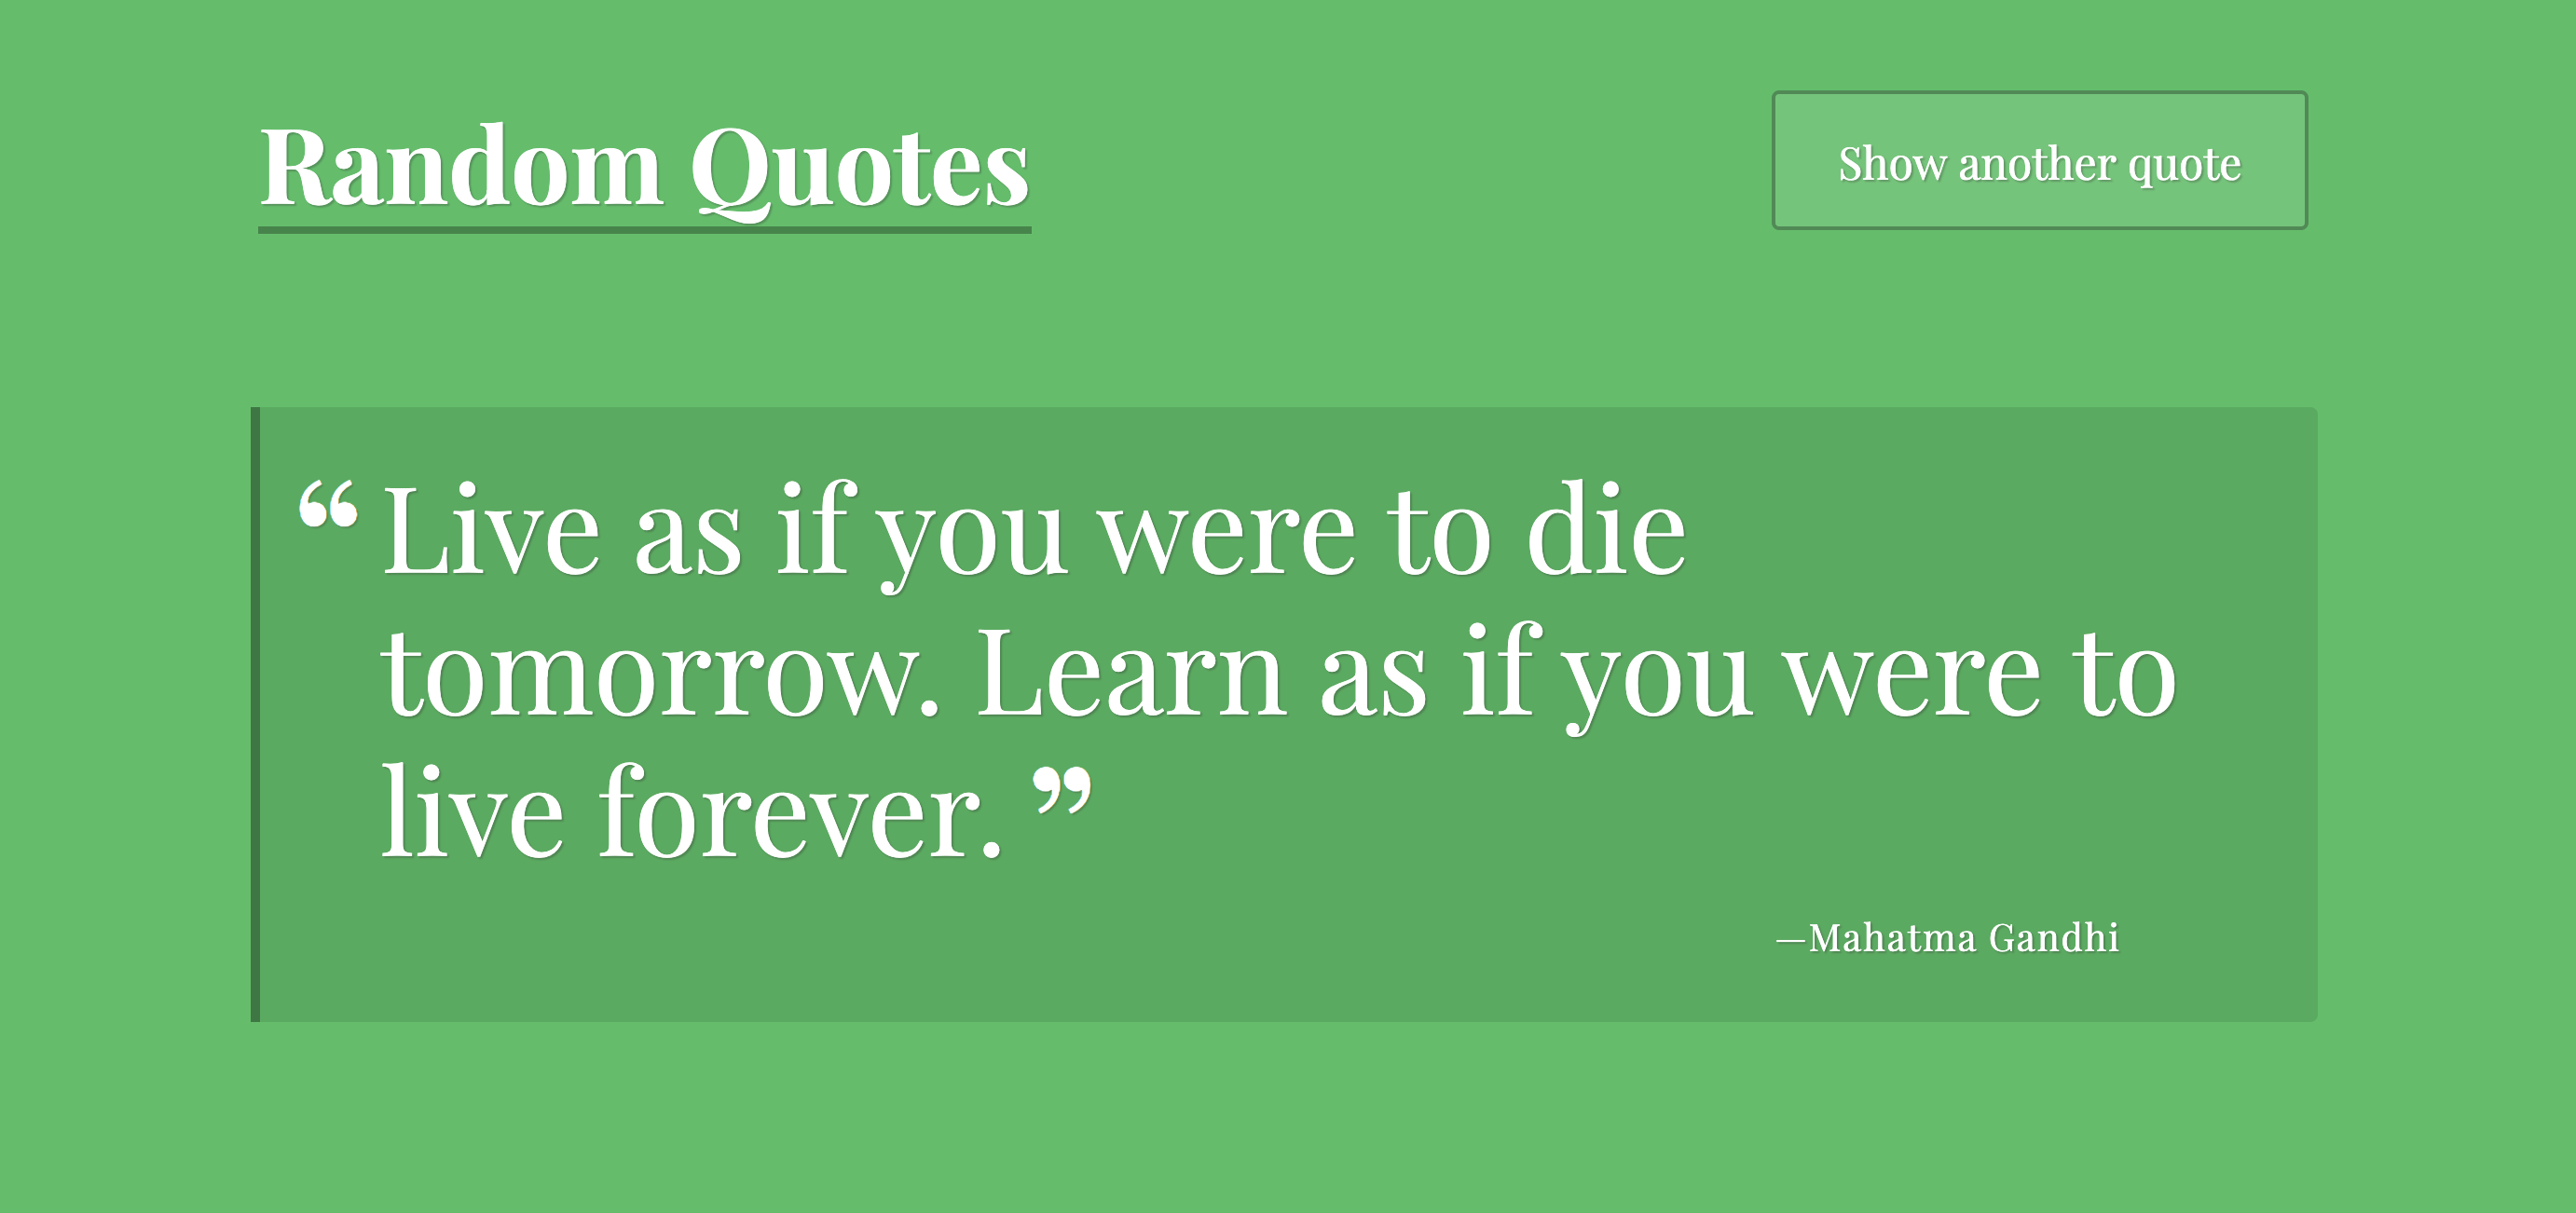 Random Quotes
Show another quote
“Live as if you were to die
tomorrow. Learn as if you were to
live forever.”
—Mahatma Gandhi